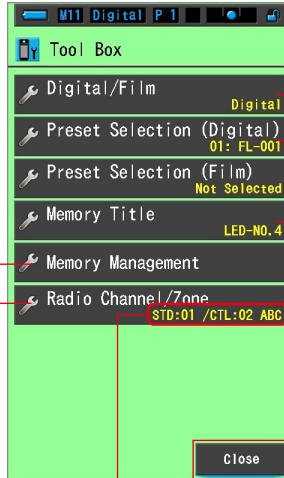 M11 Digital P 1
Tool Box
Digital/Film
Digital
Preset Selection (Digital)
01: FL-001
Preset Selection (Film)
Not Selected
Memory Title
LED-NO.4
Memory Management
Radio Channel/Zone
STD:01 /CTL:02 ABC
Close